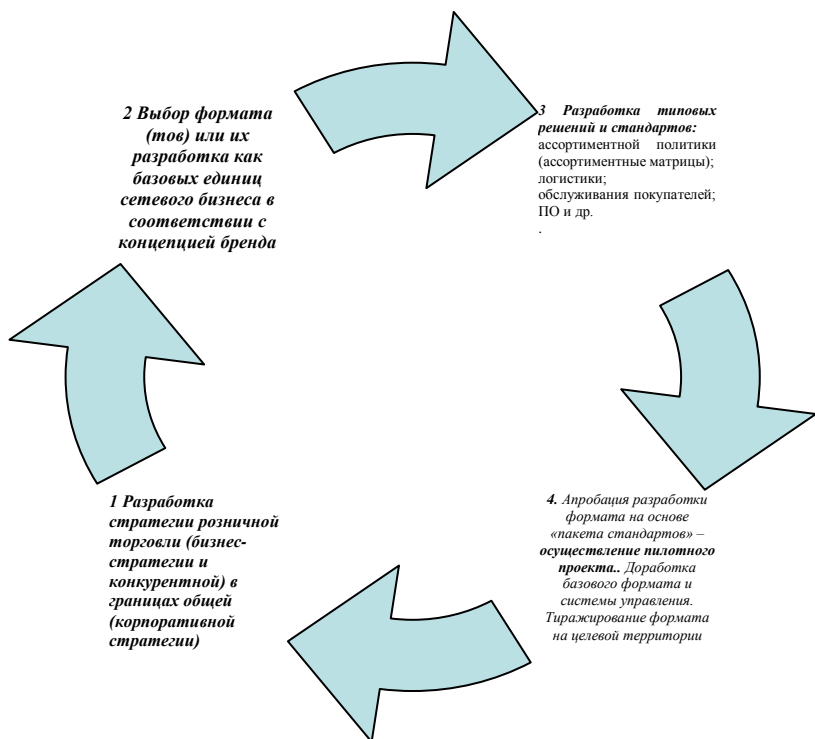 2 Выбор формата
(тов) или их
разработка как
базовых единиц
сетевого бизнеса в
соответствии с
концепцией бренда
3 Разработка типовых
решений и стандартов:
ассортиментной политики
(ассортиментные матрицы);
логистики;
обслуживания покупателей;
ПО и др.
.
1 Разработка
стратегии розничной
торговли (бизнес-
стратегии и
конкурентной) в
границах общей
(корпоративной
стратегии)
4. Апробация разработки
формата на основе
«пакета стандартов» –
осуществление пилотного
проекта.. Доработка
базового формата и
системы управления.
Тиражирование формата
на целевой территории